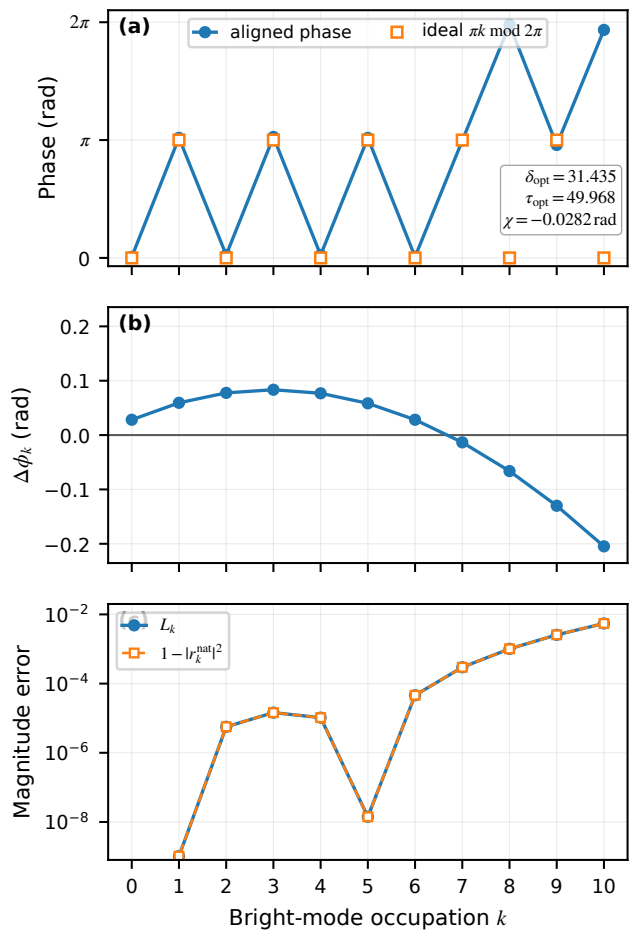 (a)
aligned phase
ideal πk mod 2π
2π
π
0
Phase (rad)
δopt = 31.435
τopt = 49.968
χ = −0.0282 rad
(b)
0.2
0.1
0.0
−0.1
−0.2
Δϕk (rad)
Lk
1 − |rk^nat|^2
10^−2
10^−4
10^−6
10^−8
Magnitude error
0 1 2 3 4 5 6 7 8 9 10
Bright-mode occupation k